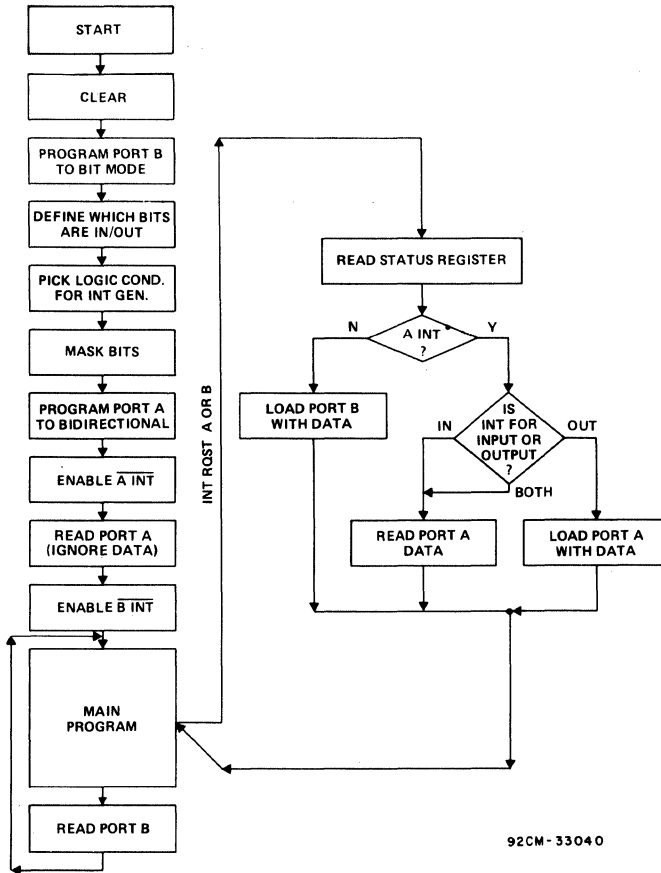 START
CLEAR
PROGRAM PORT B
TO BIT MODE
DEFINE WHICH BITS
ARE IN/OUT
PICK LOGIC COND.
FOR INT GEN.
MASK BITS
PROGRAM PORT A
TO BIDIRECTIONAL
ENABLE A INT
READ PORT A
(IGNORE DATA)
ENABLE B INT
MAIN
PROGRAM
READ PORT B
INT RQST A OR B
READ STATUS REGISTER
N
A INT*
?
Y
LOAD PORT B
WITH DATA
IN
IS
INT FOR
INPUT OR
OUTPUT
?
OUT
BOTH
READ PORT A
DATA
LOAD PORT A
WITH DATA
92CM-33040